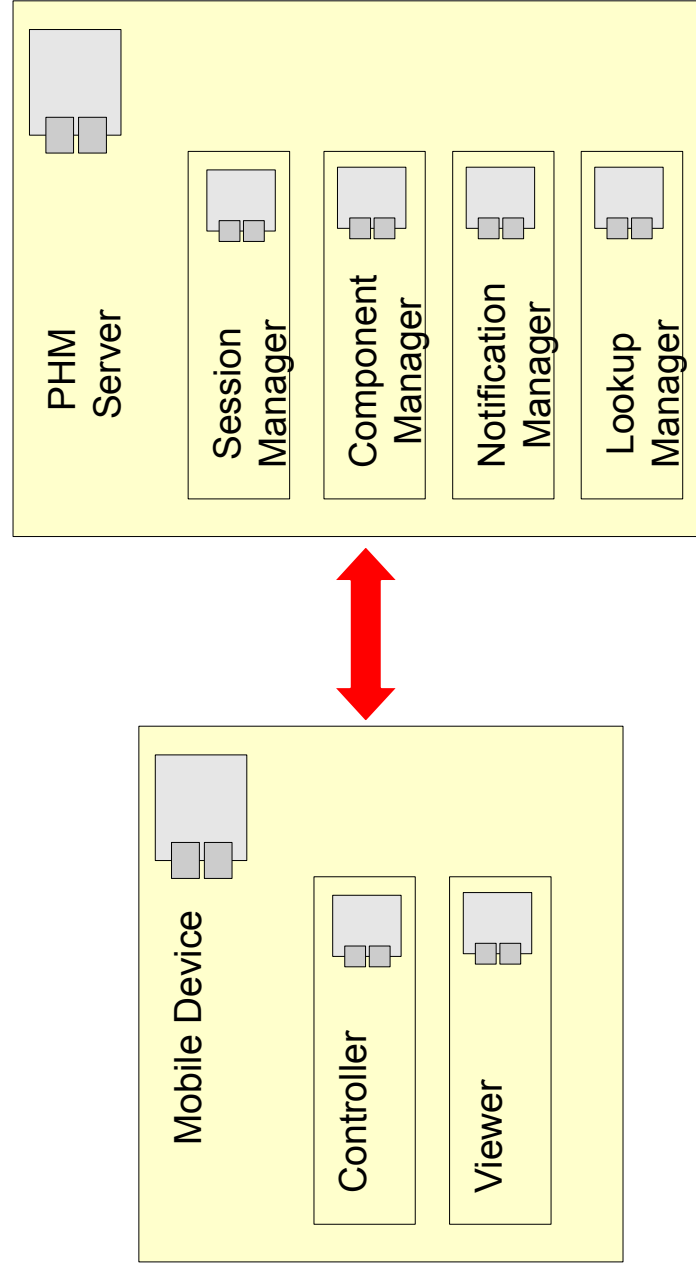 Mobile Device
Controller
Viewer
PHM
Server
Session
Manager
Component
Manager
Notification
Manager
Lookup
Manager